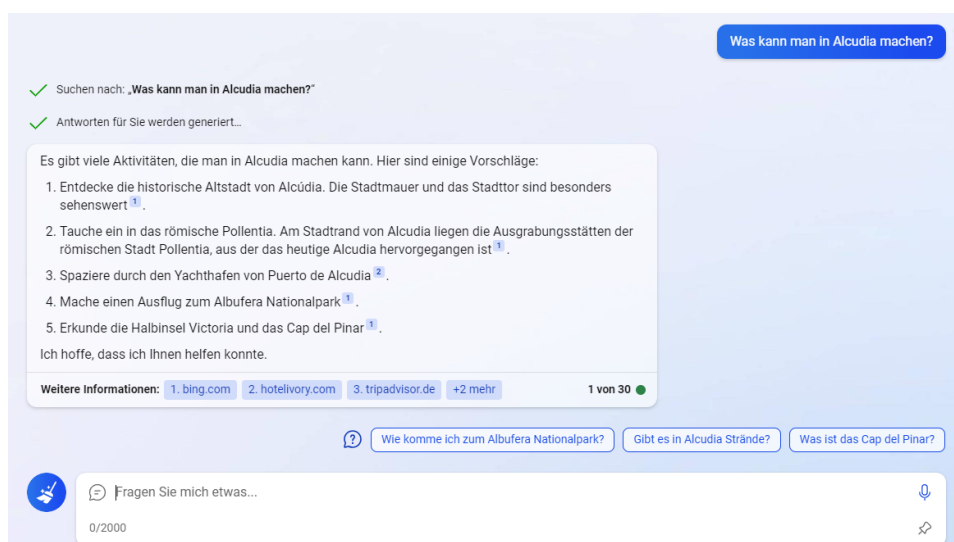 Was kann man in Alcudia machen?
Suchen nach: „Was kann man in Alcudia machen?"
Antworten für Sie werden generiert...
Es gibt viele Aktivitäten, die man in Alcudia machen kann. Hier sind einige Vorschläge:
1. Entdecke die historische Altstadt von Alcúdia. Die Stadtmauer und das Stadttor sind besonders
sehenswert 1 .
2. Tauche ein in das römische Pollentia. Am Stadtrand von Alcudia liegen die Ausgrabungsstätten der
römischen Stadt Pollentia, aus der das heutige Alcudia hervorgegangen ist 1 .
3. Spaziere durch den Yachthafen von Puerto de Alcudia 2 .
4. Mache einen Ausflug zum Albufera Nationalpark 1 .
5. Erkunde die Halbinsel Victoria und das Cap del Pinar 1 .
Ich hoffe, dass ich Ihnen helfen konnte.
Weitere Informationen: 1. bing.com 2. hotelivory.com 3. tripadvisor.de +2 mehr 1 von 30
Wie komme ich zum Albufera Nationalpark? Gibt es in Alcudia Strände? Was ist das Cap del Pinar?
Fragen Sie mich etwas...
0/2000